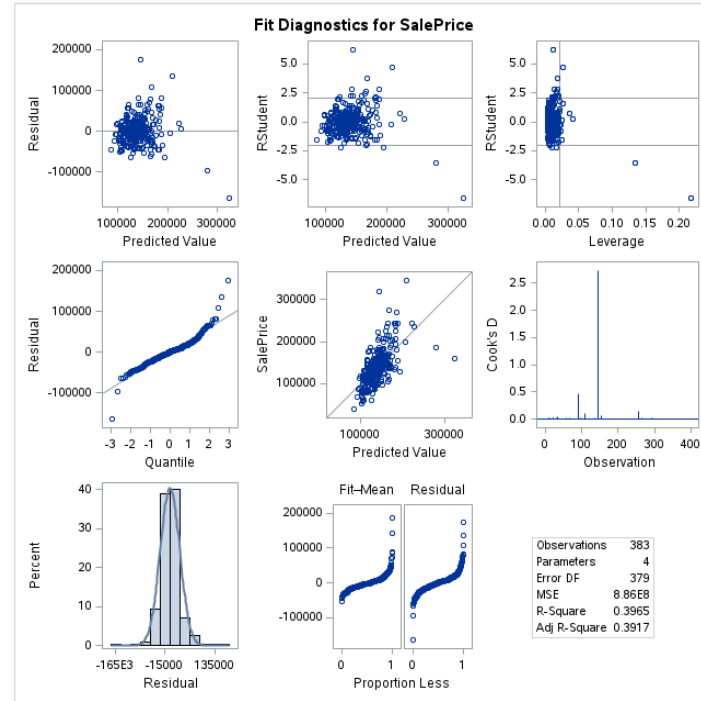 Fit Diagnostics for SalePrice
Residual
200000
100000
0
-100000
100000 200000 300000
Predicted Value
RStudent
5.0
2.5
0.0
-2.5
-5.0
100000 200000 300000
Predicted Value
RStudent
5.0
2.5
0.0
-2.5
-5.0
0.00 0.05 0.10 0.15 0.20
Leverage
Residual
200000
100000
0
-100000
-3 -2 -1 0 1 2 3
Quantile
SalePrice
300000
200000
100000
100000 300000
Predicted Value
Cook's D
2.5
2.0
1.5
1.0
0.5
0.0
0 100 200 300 400
Observation
Percent
40
30
20
10
0
-165E3 -15000 135000
Residual
Fit–Mean Residual
200000
100000
0
-100000
0 1 0 1
Proportion Less
Observations 383
Parameters 4
Error DF 379
MSE 8.86E8
R-Square 0.3965
Adj R-Square 0.3917